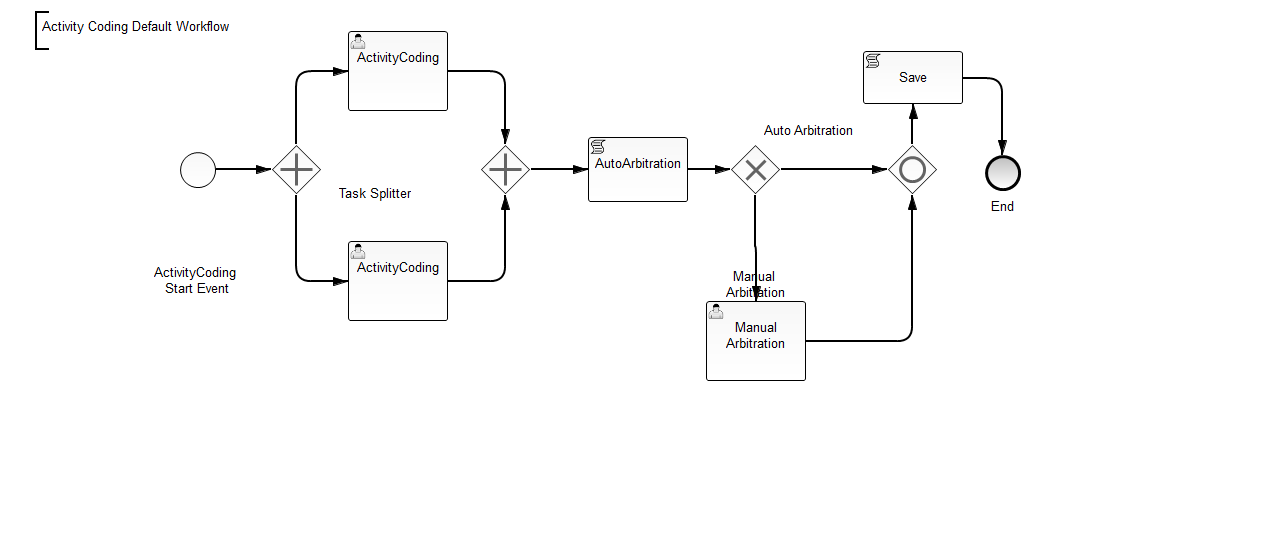 Activity Coding Default Workflow
ActivityCoding
Save
Auto Arbitration
AutoArbitration
Task Splitter
End
ActivityCoding
ActivityCoding
Start Event
Manual
Arbitration
Manual
Arbitration